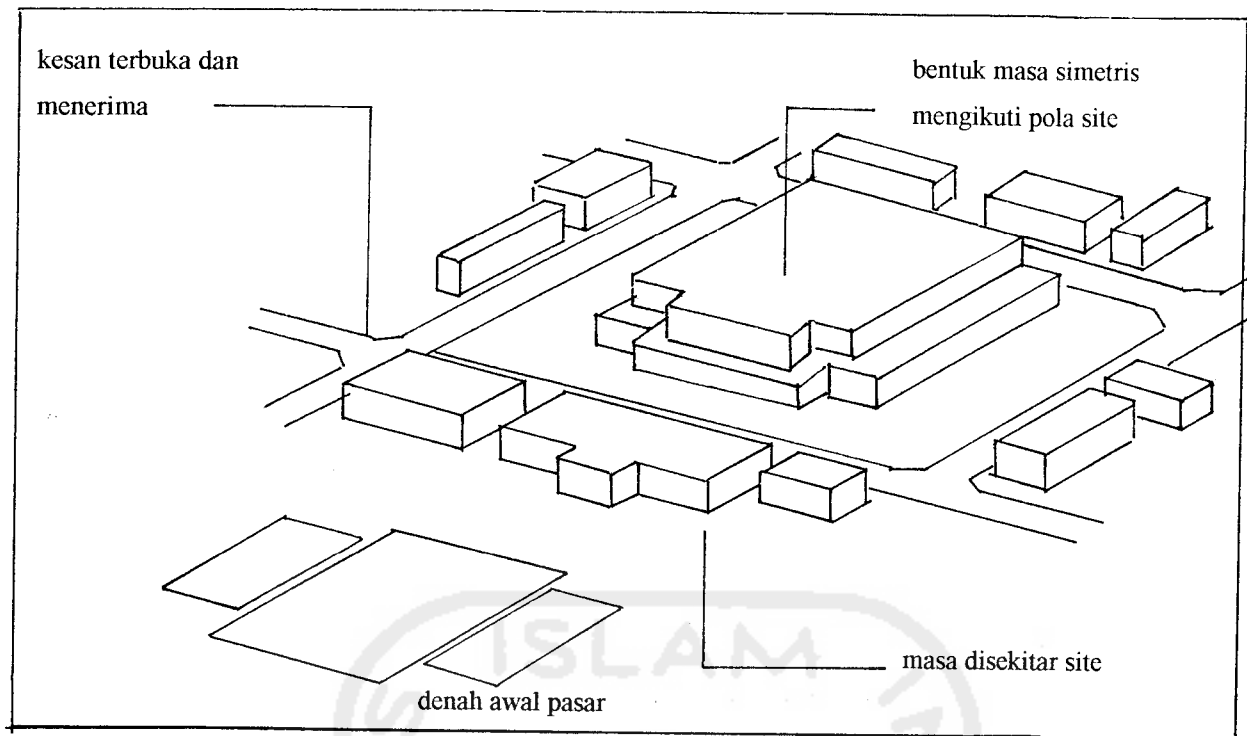 kesan terbuka dan
menerima
bentuk masa simetris
mengikuti pola site
masa disekitar site
denah awal pasar
ISLAM